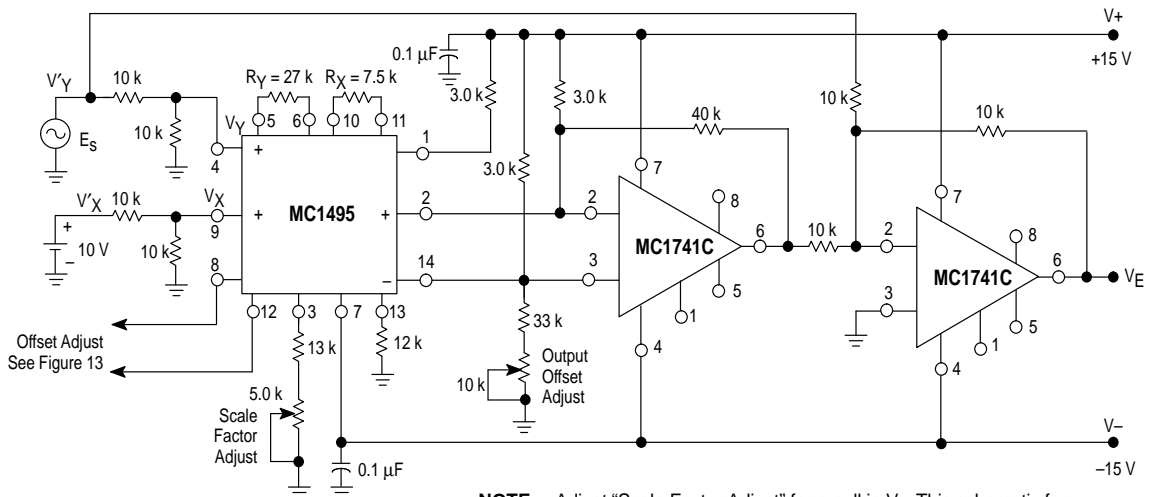 V+
+15 V
0.1 µF
V'Y
10 k
RY = 27 k
RX = 7.5 k
3.0 k
3.0 k
10 k
10 k
40 k
ES
10 k
VY
5
6
10
11
1
4
+
3.0 k
7
7
V'X
10 k
VX
MC1495
2
+
2
8
MC1741C
6
10 k
2
8
MC1741C
6
VE
+
10 V
–
9
+
10 k
8
14
–
3
5
1
4
3
5
1
4
12
3
7
13
Offset Adjust
See Figure 13
13 k
12 k
33 k
10 k
Output
Offset
Adjust
5.0 k
Scale
Factor
Adjust
0.1 µF
V–
–15 V